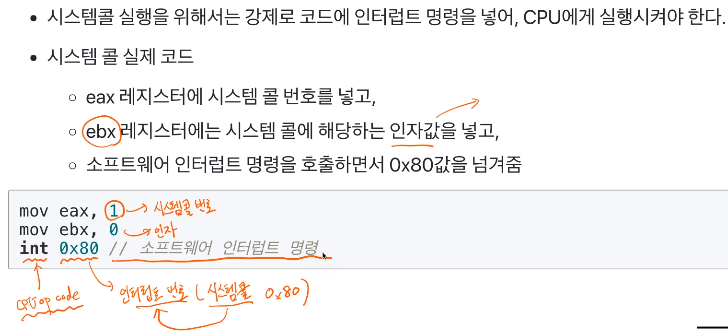 • 시스템콜 실행을 위해서는 강제로 코드에 인터럽트 명령을 넣어, CPU에게 실행시켜야 한다.
• 시스템 콜 실제 코드
◦ eax 레지스터에 시스템 콜 번호를 넣고,
◦ ebx 레지스터에는 시스템 콜에 해당하는 인자값을 넣고,
◦ 소프트웨어 인터럽트 명령을 호출하면서 0x80값을 넘겨줌
mov eax, 1 → 시스템콜 번호
mov ebx, 0 → 인자
int 0x80 // 소프트웨어 인터럽트 명령
CPU op code
인터럽트 번호 (시스템콜 0x80)